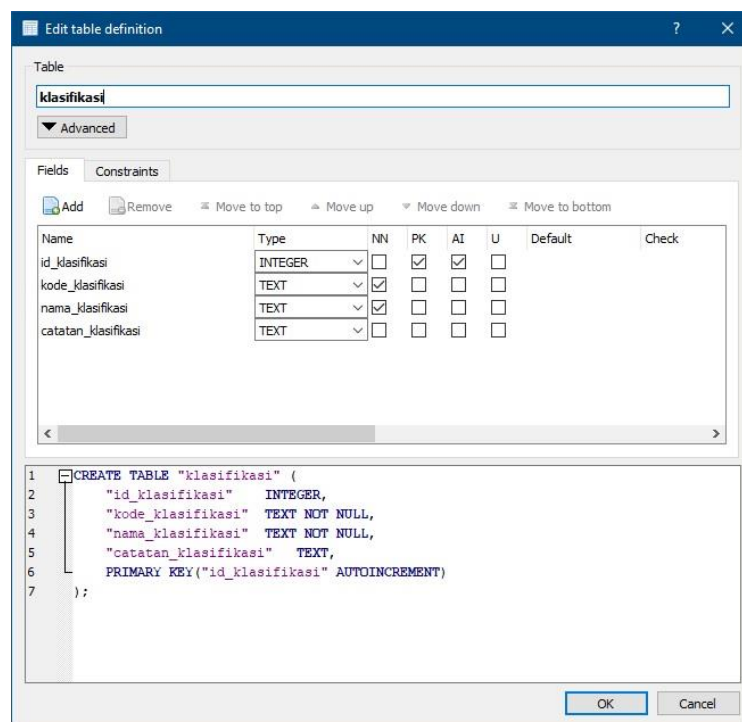 Edit table definition ?
Table
klasifikasi
Advanced
Fields Constraints
Add Remove Move to top Move up Move down Move to bottom
Name Type NN PK AI U Default Check
id_klasifikasi INTEGER
kode_klasifikasi TEXT
nama_klasifikasi TEXT
catatan_klasifikasi TEXT
1 CREATE TABLE "klasifikasi" (
2 "id_klasifikasi" INTEGER,
3 "kode_klasifikasi" TEXT NOT NULL,
4 "nama_klasifikasi" TEXT NOT NULL,
5 "catatan_klasifikasi" TEXT,
6 PRIMARY KEY("id_klasifikasi" AUTOINCREMENT)
7 );
OK Cancel